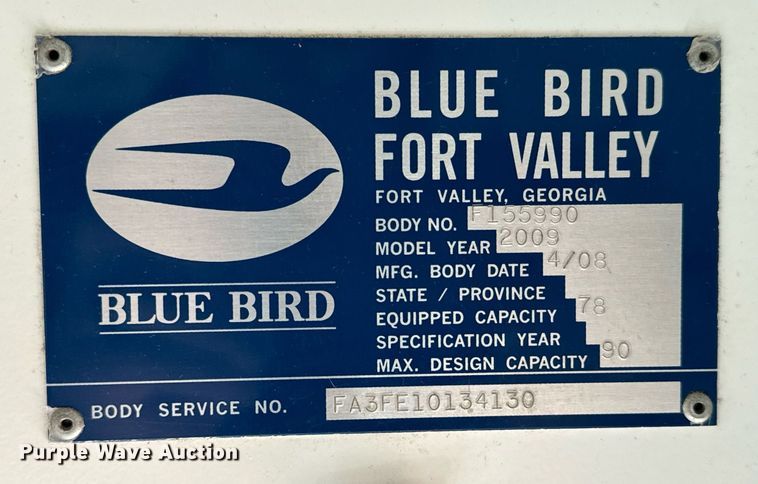 BLUE BIRD
BLUE BIRD
FORT VALLEY
FORT VALLEY, GEORGIA
BODY NO. F155990
MODEL YEAR 2009
MFG. BODY DATE 4/08
STATE / PROVINCE
EQUIPPED CAPACITY 78
SPECIFICATION YEAR
MAX. DESIGN CAPACITY 90
BODY SERVICE NO. FA3FE10134130
Purple Wave Auction